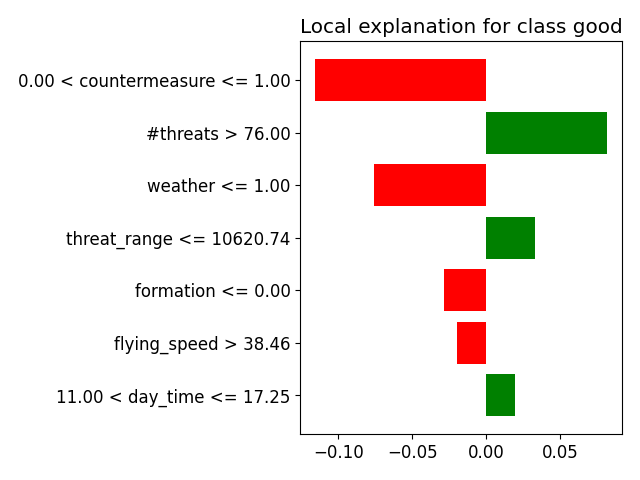 Local explanation for class good
0.00 < countermeasure <= 1.00
#threats > 76.00
weather <= 1.00
threat_range <= 10620.74
formation <= 0.00
flying_speed > 38.46
11.00 < day_time <= 17.25
−0.10 −0.05 0.00 0.05